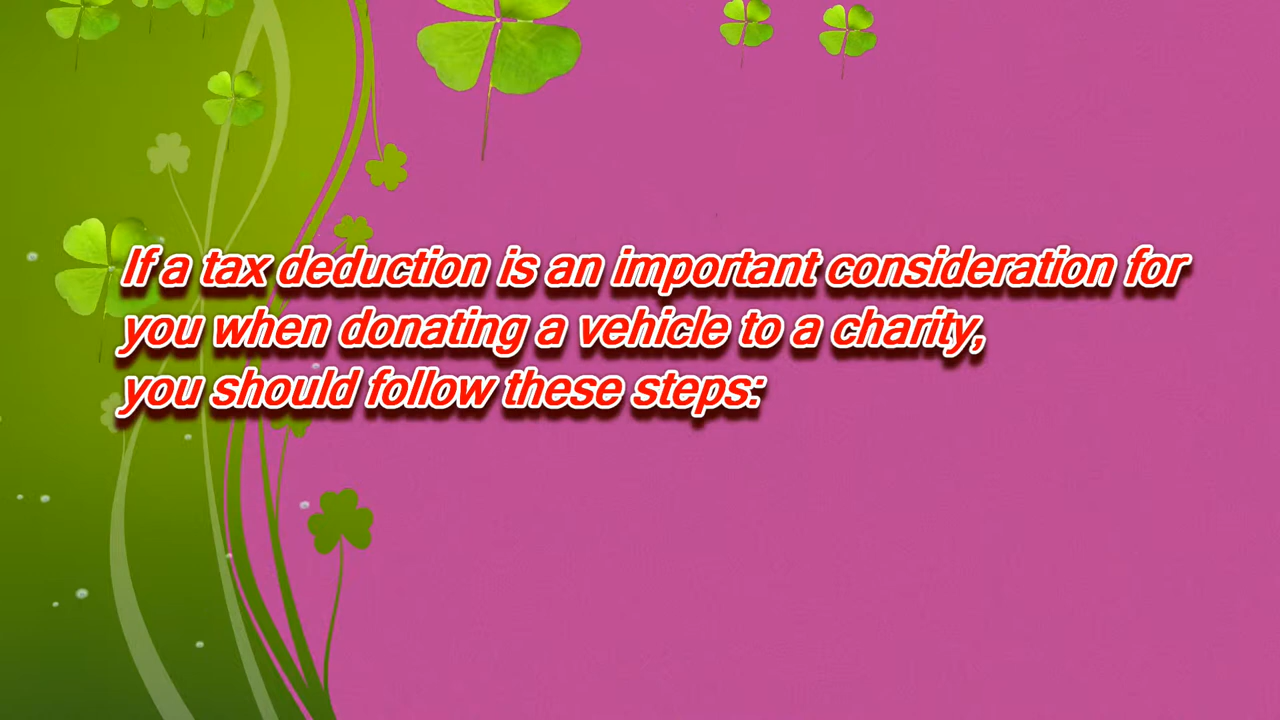 If a tax deduction is an important consideration for
you when donating a vehicle to a charity,
you should follow these steps: